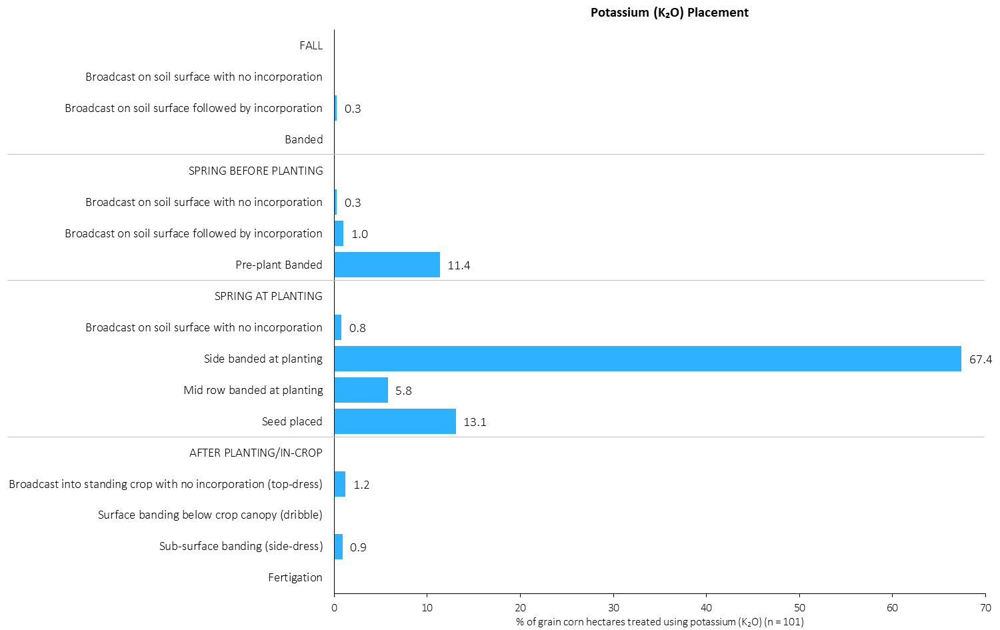 Potassium (K₂O) Placement
FALL
Broadcast on soil surface with no incorporation
Broadcast on soil surface followed by incorporation 0.3
Banded
SPRING BEFORE PLANTING
Broadcast on soil surface with no incorporation 0.3
Broadcast on soil surface followed by incorporation 1.0
Pre-plant Banded 11.4
SPRING AT PLANTING
Broadcast on soil surface with no incorporation 0.8
Side banded at planting 67.4
Mid row banded at planting 5.8
Seed placed 13.1
AFTER PLANTING/IN-CROP
Broadcast into standing crop with no incorporation (top-dress) 1.2
Surface banding below crop canopy (dribble)
Sub-surface banding (side-dress) 0.9
Fertigation
0 10 20 30 40 50 60 70
% of grain corn hectares treated using potassium (K₂O) (n = 101)